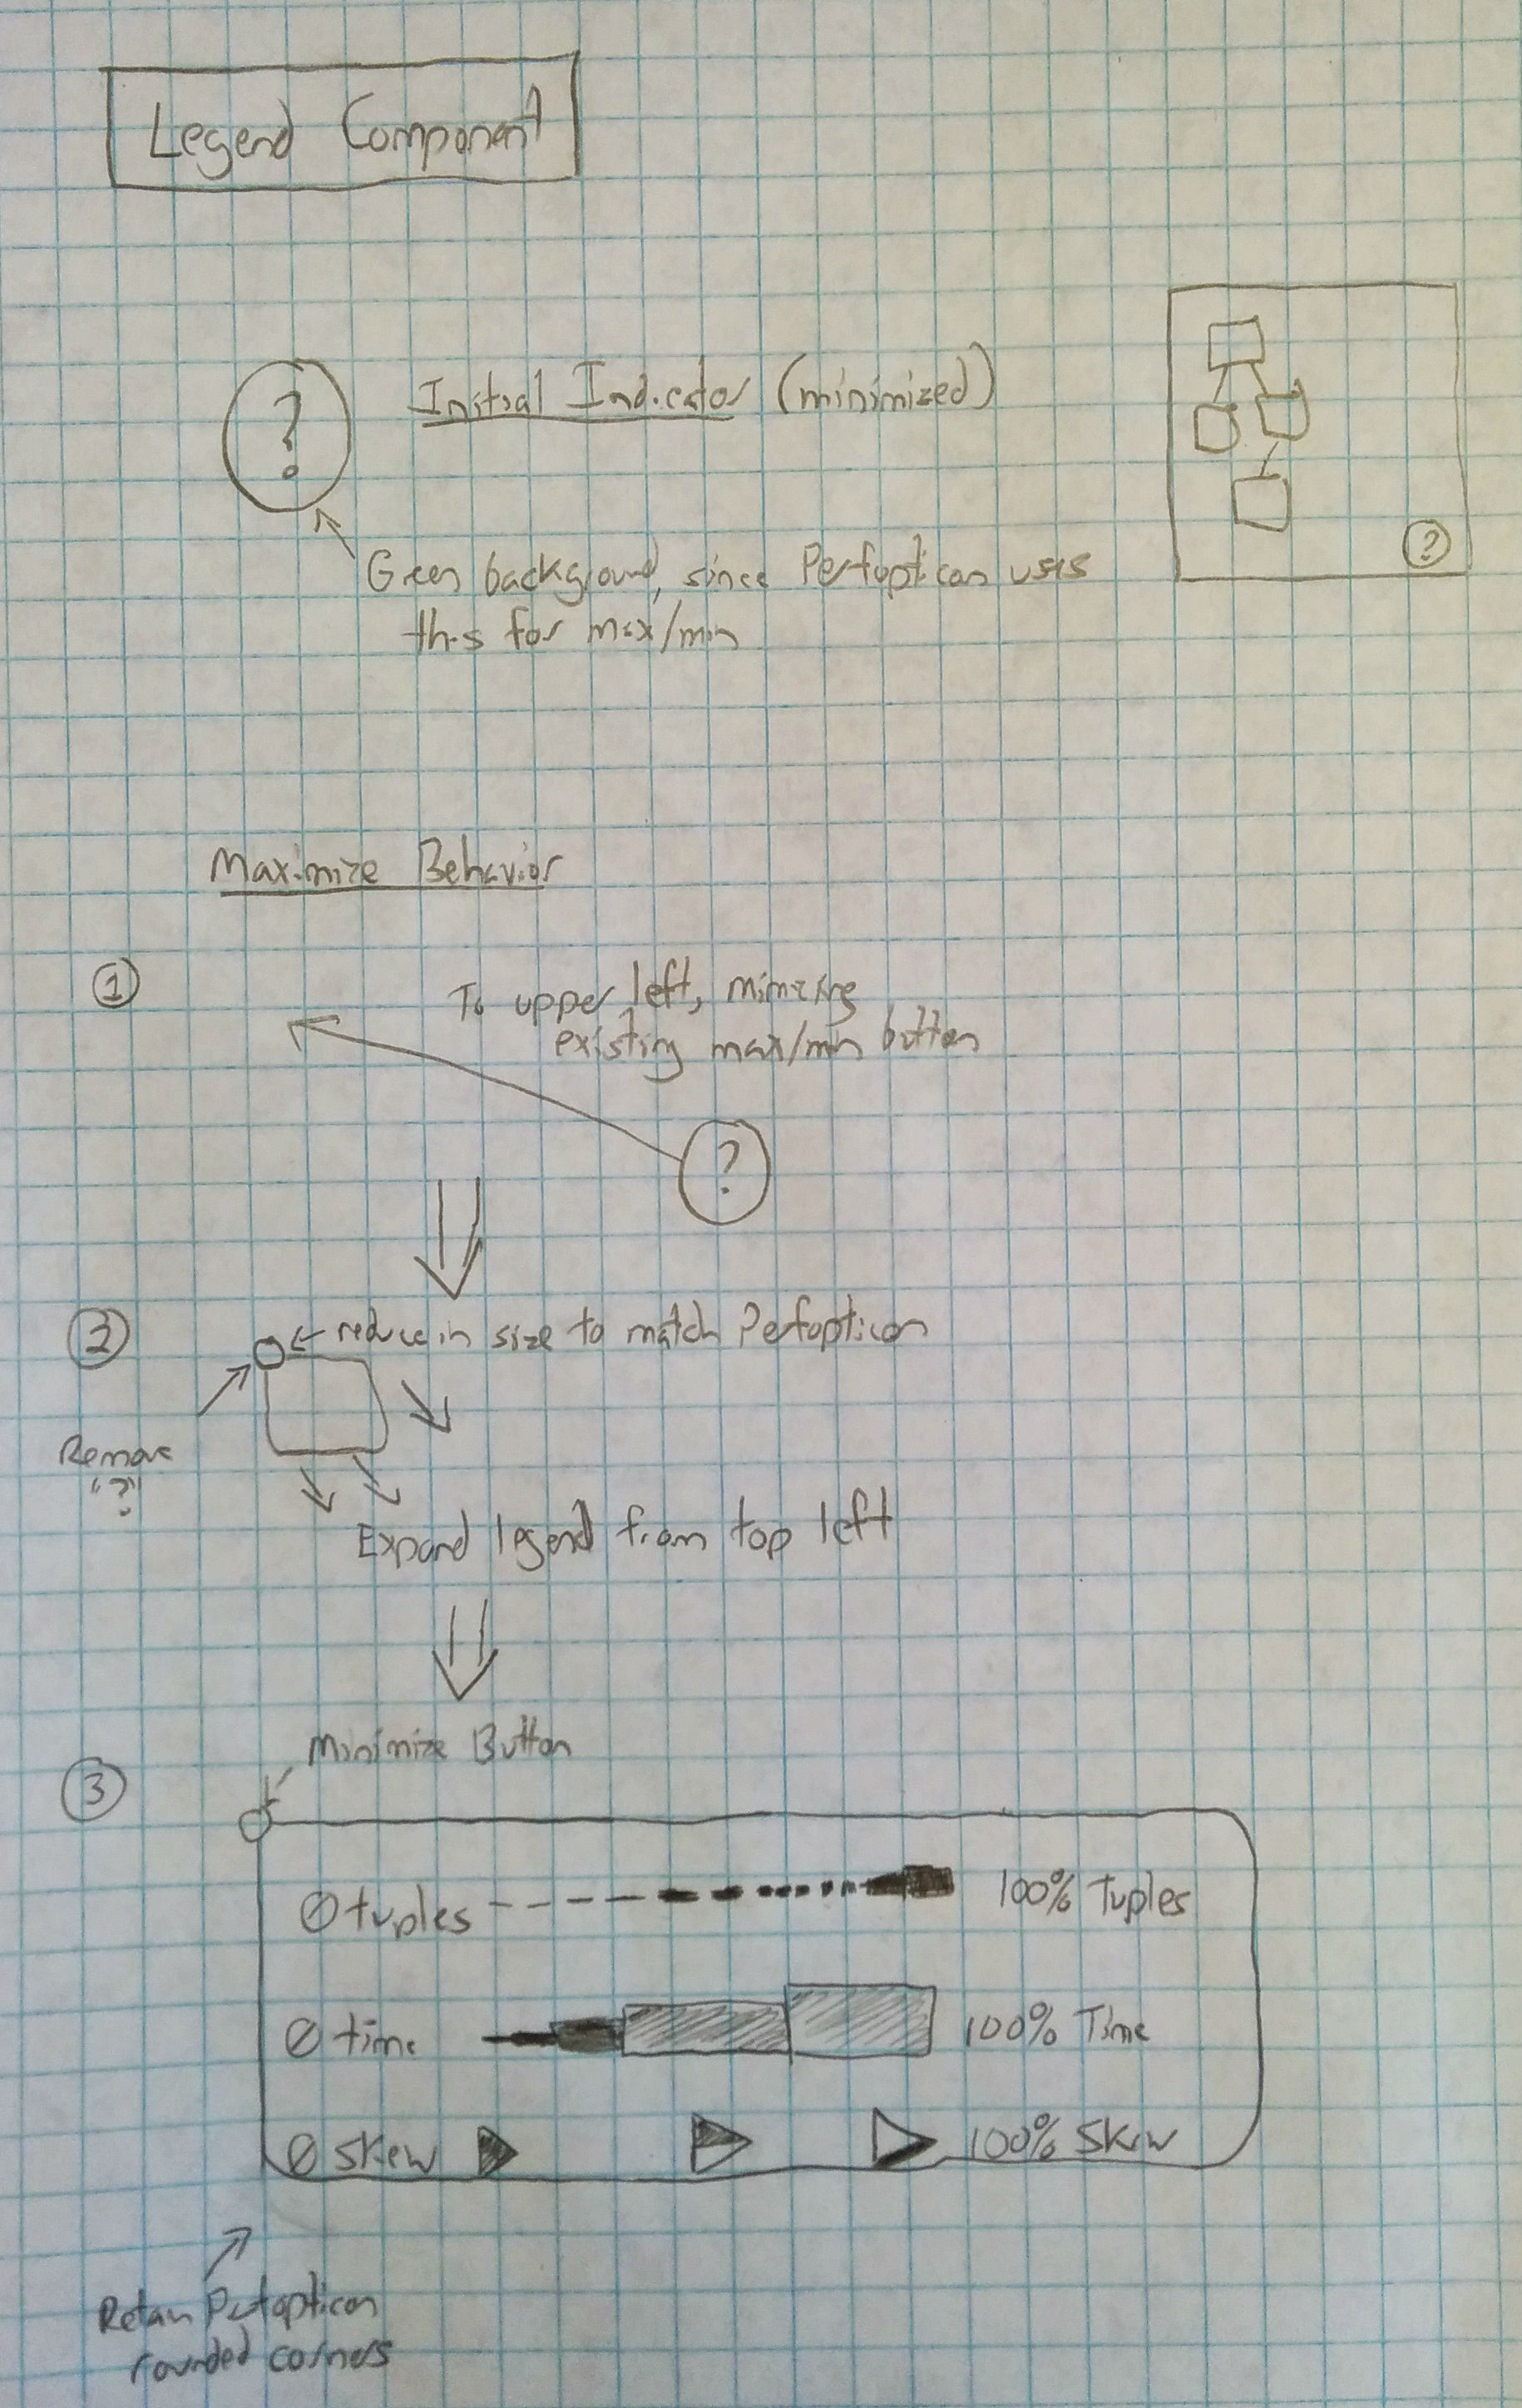 Legend Component
?
Initial Indicator (minimized)
Green background, since Perfopticon uses
this for max/min
?
Maximize Behavior
1
To upper left, mimicking
existing max/min button
?
2
reduce in size to match Perfopticon
Remove
"?"
Expand legend from top left
3
Minimize Button
0 tuples
100% Tuples
0 time
100% Time
0 skew
100% Skew
Retain Perfopticon
rounded corners